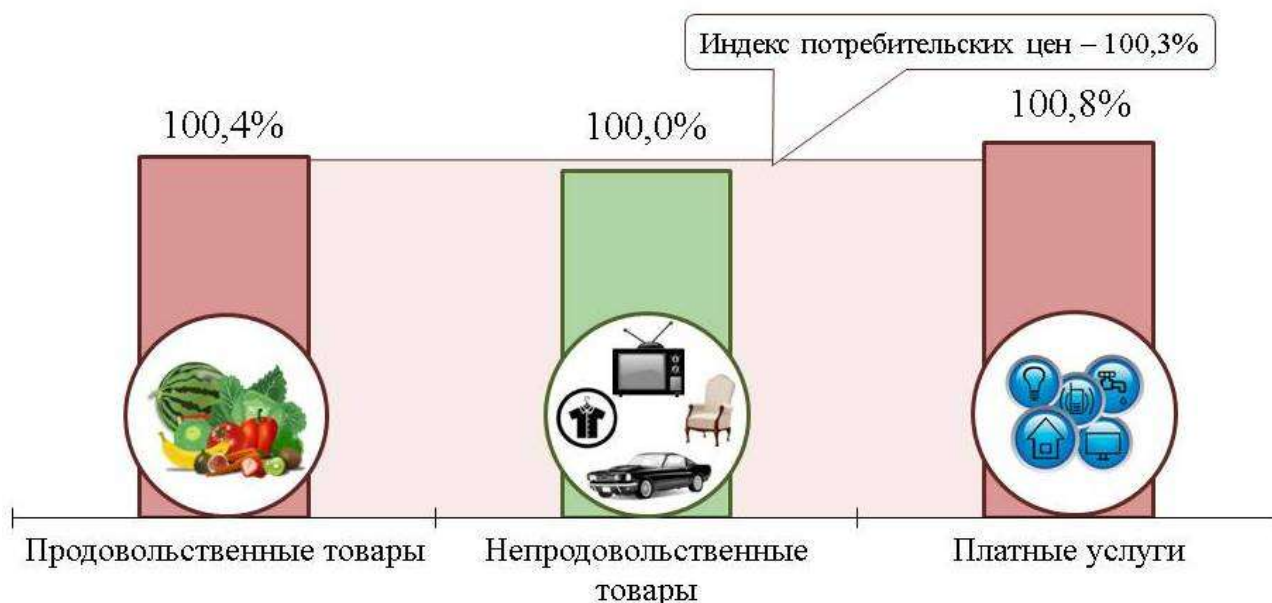 Индекс потребительских цен – 100,3%
100,4%
100,0%
100,8%
Продовольственные товары
Непродовольственные
товары
Платные услуги